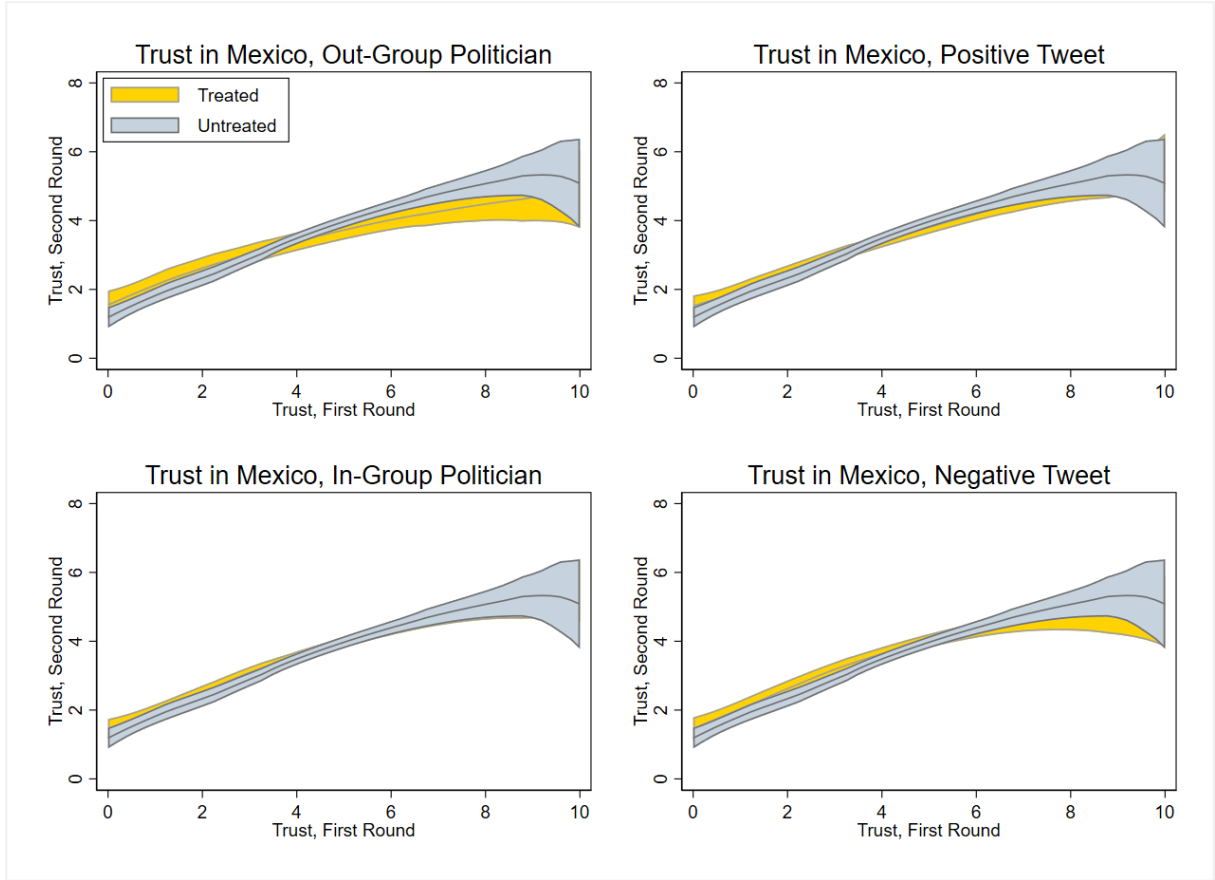 Trust in Mexico, Out-Group Politician
Treated
Untreated
Trust, Second Round
8
6
4
2
0
0 2 4 6 8 10
Trust, First Round
Trust in Mexico, Positive Tweet
Trust, Second Round
8
6
4
2
0
0 2 4 6 8 10
Trust, First Round
Trust in Mexico, In-Group Politician
Trust, Second Round
8
6
4
2
0
0 2 4 6 8 10
Trust, First Round
Trust in Mexico, Negative Tweet
Trust, Second Round
8
6
4
2
0
0 2 4 6 8 10
Trust, First Round